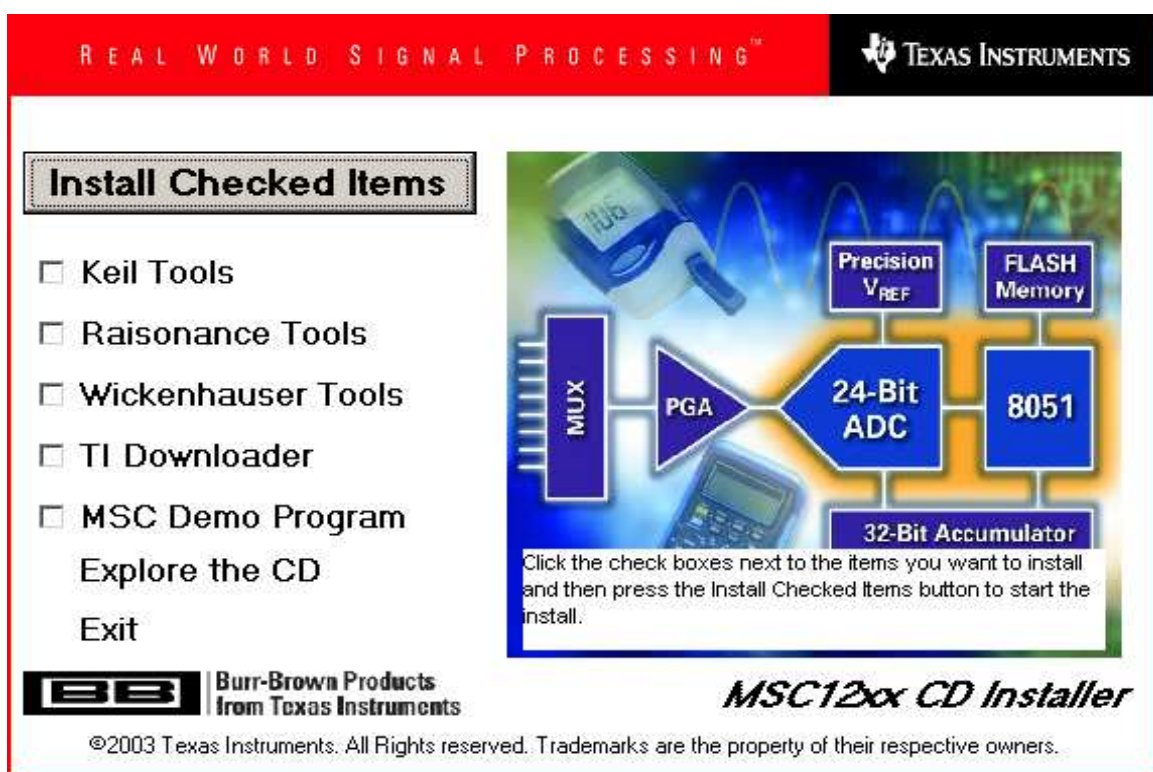 REAL WORLD SIGNAL PROCESSING™
TEXAS INSTRUMENTS
Install Checked Items
Keil Tools
Raisonance Tools
Wickenhauser Tools
TI Downloader
MSC Demo Program
Explore the CD
Exit
106
Precision
VREF
FLASH
Memory
MUX
PGA
24-Bit
ADC
8051
32-Bit Accumulator
Click the check boxes next to the items you want to install
and then press the Install Checked Items button to start the
install.
BB
Burr-Brown Products
from Texas Instruments
MSC12xx CD Installer
©2003 Texas Instruments. All Rights reserved. Trademarks are the property of their respective owners.